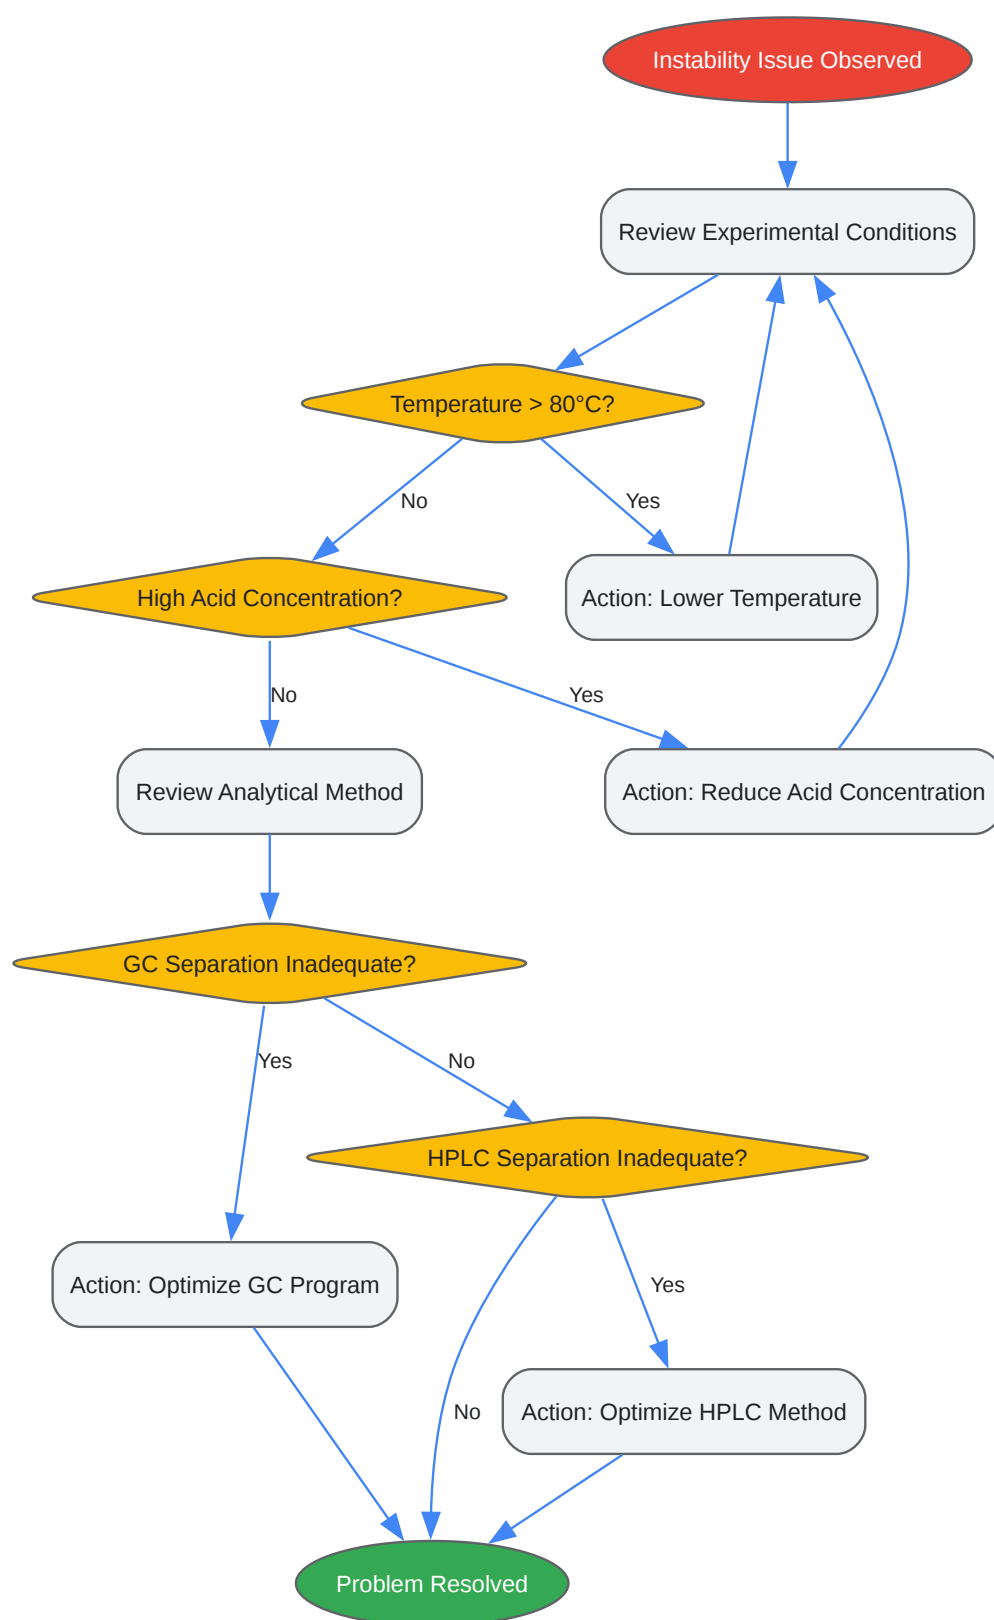 Instability Issue Observed
Review Experimental Conditions
Temperature > 80°C?
No
Yes
High Acid Concentration?
Action: Lower Temperature
No
Yes
Review Analytical Method
Action: Reduce Acid Concentration
GC Separation Inadequate?
Yes
No
HPLC Separation Inadequate?
Action: Optimize GC Program
Yes
No
Action: Optimize HPLC Method
Problem Resolved